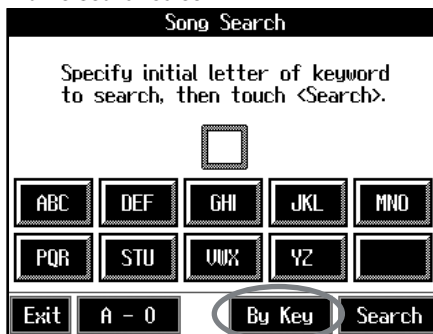 Song Search
Specify initial letter of keyword
to search, then touch <Search>.
ABC DEF GHI JKL MNO
PQR STU VWX YZ
Exit A - 0 By Key Search